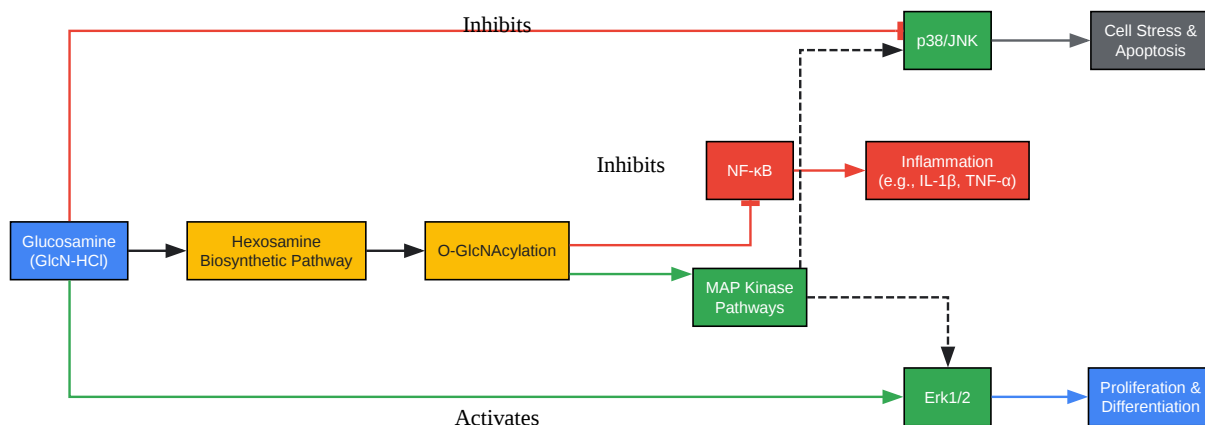 Inhibits
p38/JNK
Cell Stress &
Apoptosis
Inhibits
NF-κB
Inflammation
(e.g., IL-1β, TNF-α)
Glucosamine
(GlcN-HCl)
Hexosamine
Biosynthetic Pathway
O-GlcNAcylation
MAP Kinase
Pathways
Erk1/2
Proliferation &
Differentiation
Activates